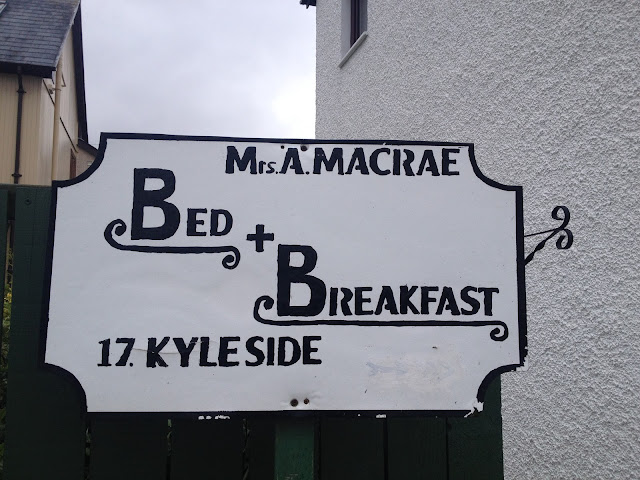 Mrs. A. MACRAE
BED
+
BREAKFAST
17. KYLESIDE